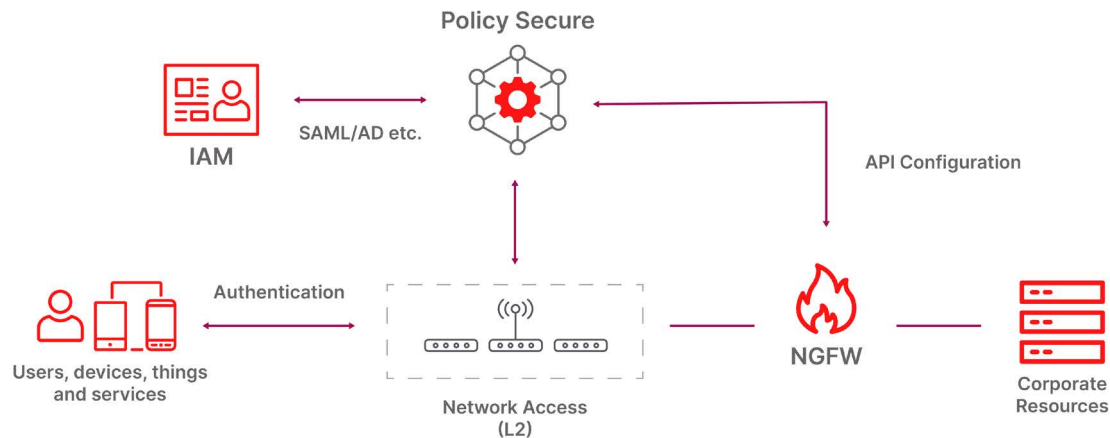 Policy Secure
IAM
SAML/AD etc.
API Configuration
Authentication
Users, devices, things
and services
Network Access
(L2)
NGFW
Corporate
Resources